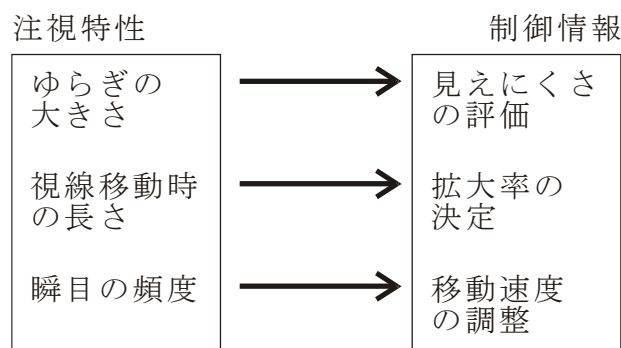 注視特性
制御情報
ゆらぎの
大きさ
見えにくさ
の評価
視線移動時
の長さ
拡大率の
決定
瞬目の頻度
移動速度
の調整